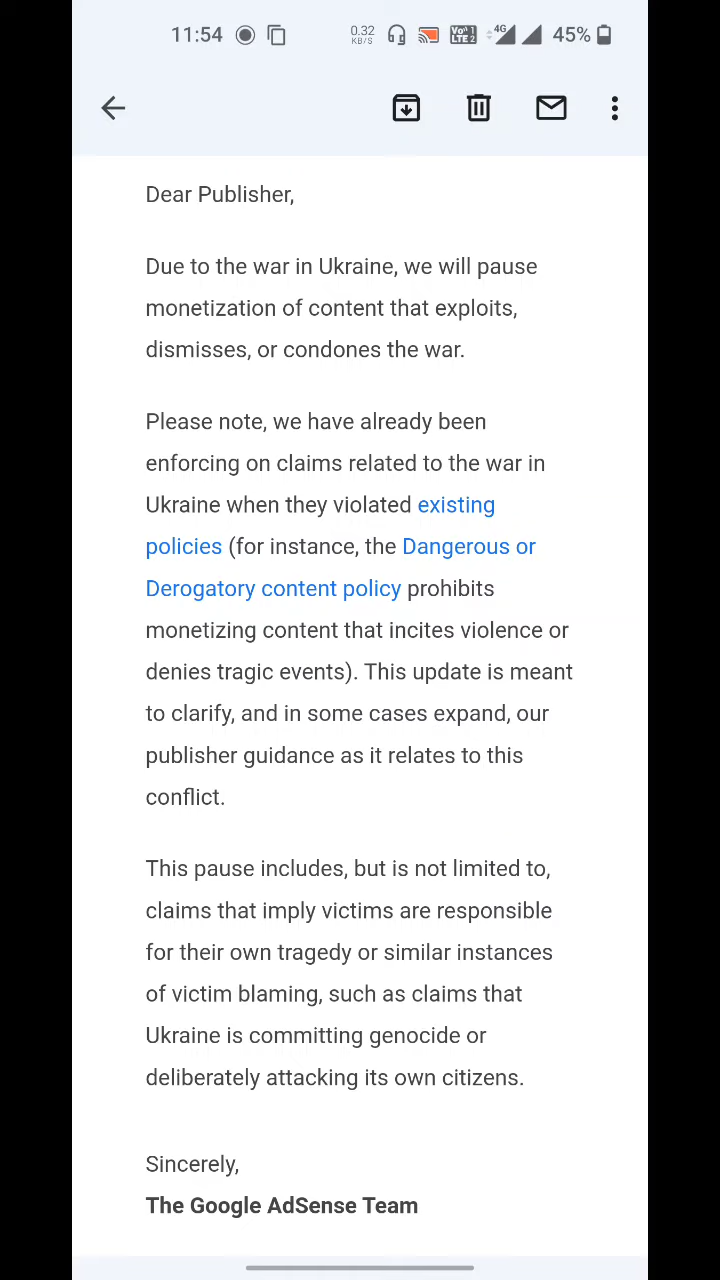 11:54 0.32 KB/S Vo 1 LTE 2 4G 45%
Dear Publisher,
Due to the war in Ukraine, we will pause
monetization of content that exploits,
dismisses, or condones the war.
Please note, we have already been
enforcing on claims related to the war in
Ukraine when they violated existing
policies (for instance, the Dangerous or
Derogatory content policy prohibits
monetizing content that incites violence or
denies tragic events). This update is meant
to clarify, and in some cases expand, our
publisher guidance as it relates to this
conflict.
This pause includes, but is not limited to,
claims that imply victims are responsible
for their own tragedy or similar instances
of victim blaming, such as claims that
Ukraine is committing genocide or
deliberately attacking its own citizens.
Sincerely,
The Google AdSense Team